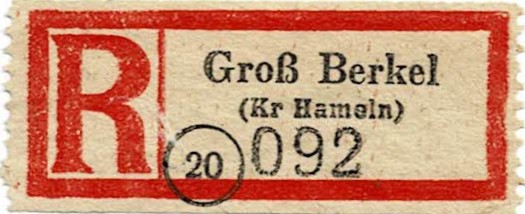 R
Groß Berkel
(Kr Hameln)
20 092